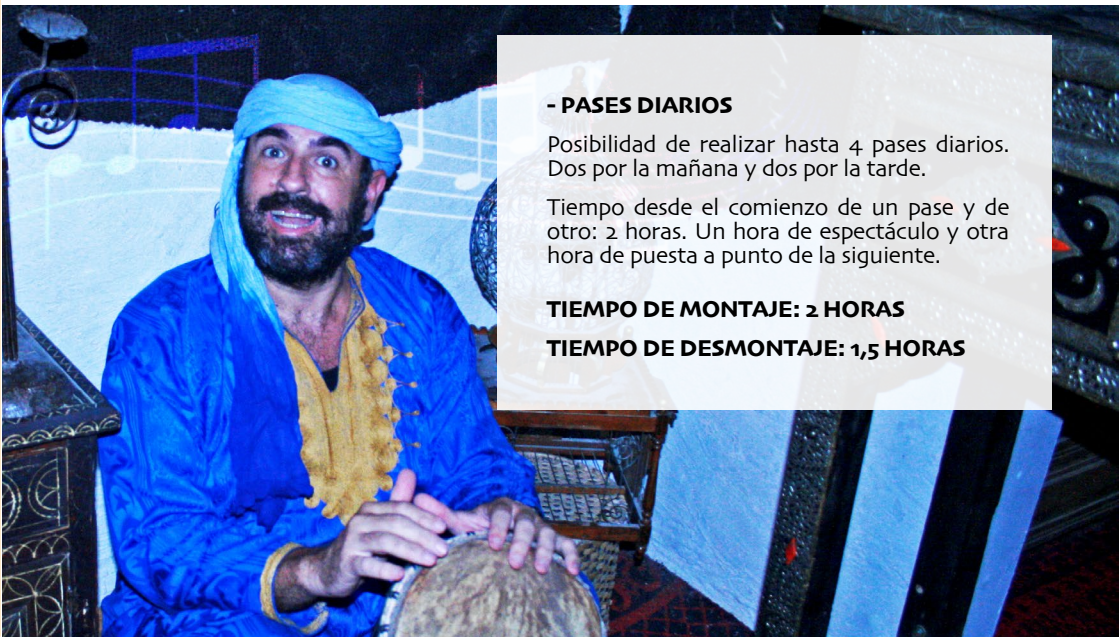 - PASES DIARIOS
Posibilidad de realizar hasta 4 pases diarios.
Dos por la mañana y dos por la tarde.
Tiempo desde el comienzo de un pase y de
otro: 2 horas. Un hora de espectáculo y otra
hora de puesta a punto de la siguiente.
TIEMPO DE MONTAJE: 2 HORAS
TIEMPO DE DESMONTAJE: 1,5 HORAS